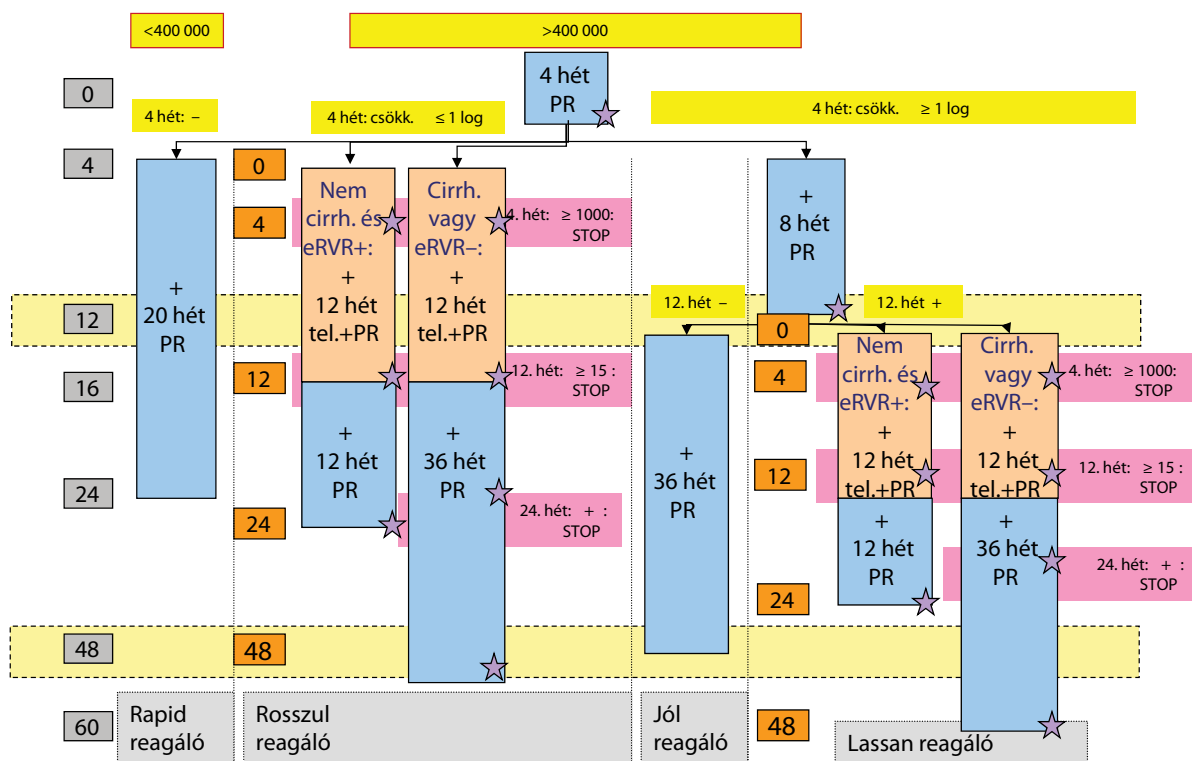 <400 000
>400 000
0
4 hét
PR
4 hét: –
4 hét: csökk. ≤ 1 log
4 hét: csökk. ≥ 1 log
4
+
20 hét
PR
0
4
Nem
cirrh. és
eRVR+:
+
12 hét
tel.+PR
Cirrh.
vagy
eRVR–:
+
12 hét
tel.+PR
4. hét: ≥ 1000:
STOP
+
8 hét
PR
12
12. hét –
12. hét +
0
16
12
12. hét: ≥ 15 :
STOP
+
12 hét
PR
+
36 hét
PR
24
24
24. hét: + :
STOP
+
36 hét
PR
4
Nem
cirrh. és
eRVR+:
+
12 hét
tel.+PR
Cirrh.
vagy
eRVR–:
+
12 hét
tel.+PR
4. hét: ≥ 1000:
STOP
12
12. hét: ≥ 15 :
STOP
+
12 hét
PR
+
36 hét
PR
24. hét: + :
STOP
24
48
48
60
Rapid
reagáló
Rosszul
reagáló
Jól
reagáló
48
Lassan reagáló